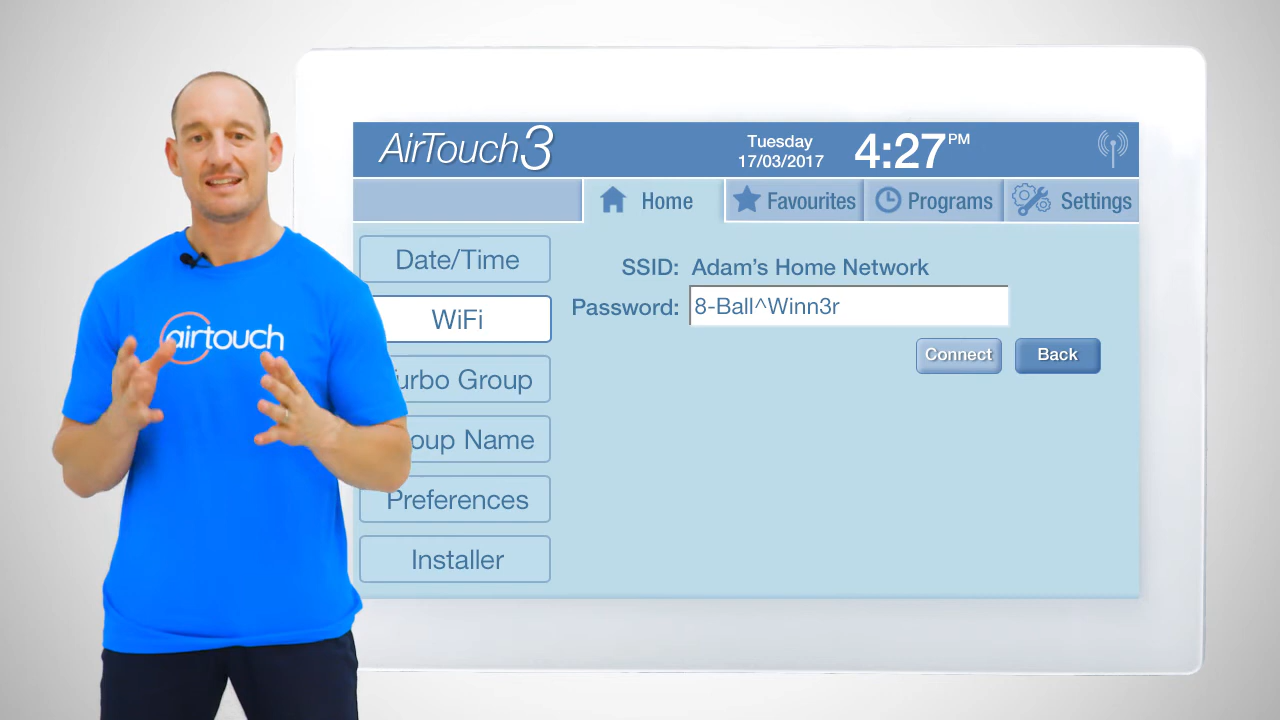 AirTouch3
Tuesday
17/03/2017
4:27PM
Home
Favourites
Programs
Settings
Date/Time
WiFi
urbo Group
oup Name
Preferences
Installer
SSID: Adam's Home Network
Password: 8-Ball^Winn3r
Connect
Back
airtouch